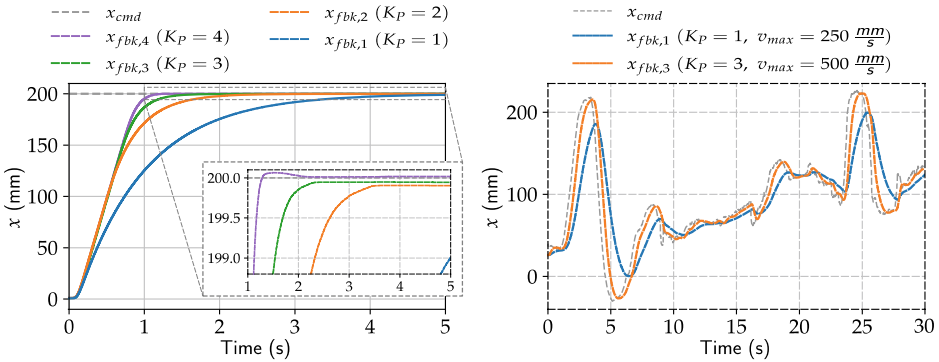 x_cmd
x_fbk,4 (K_P = 4)
x_fbk,3 (K_P = 3)
x_fbk,2 (K_P = 2)
x_fbk,1 (K_P = 1)
x (mm)
200
150
100
50
0
200.0
199.5
199.0
1 2 3 4 5
0 1 2 3 4 5
Time (s)
x_cmd
x_fbk,1 (K_P = 1, v_max = 250 mm/s)
x_fbk,3 (K_P = 3, v_max = 500 mm/s)
x (mm)
200
100
0
0 5 10 15 20 25 30
Time (s)